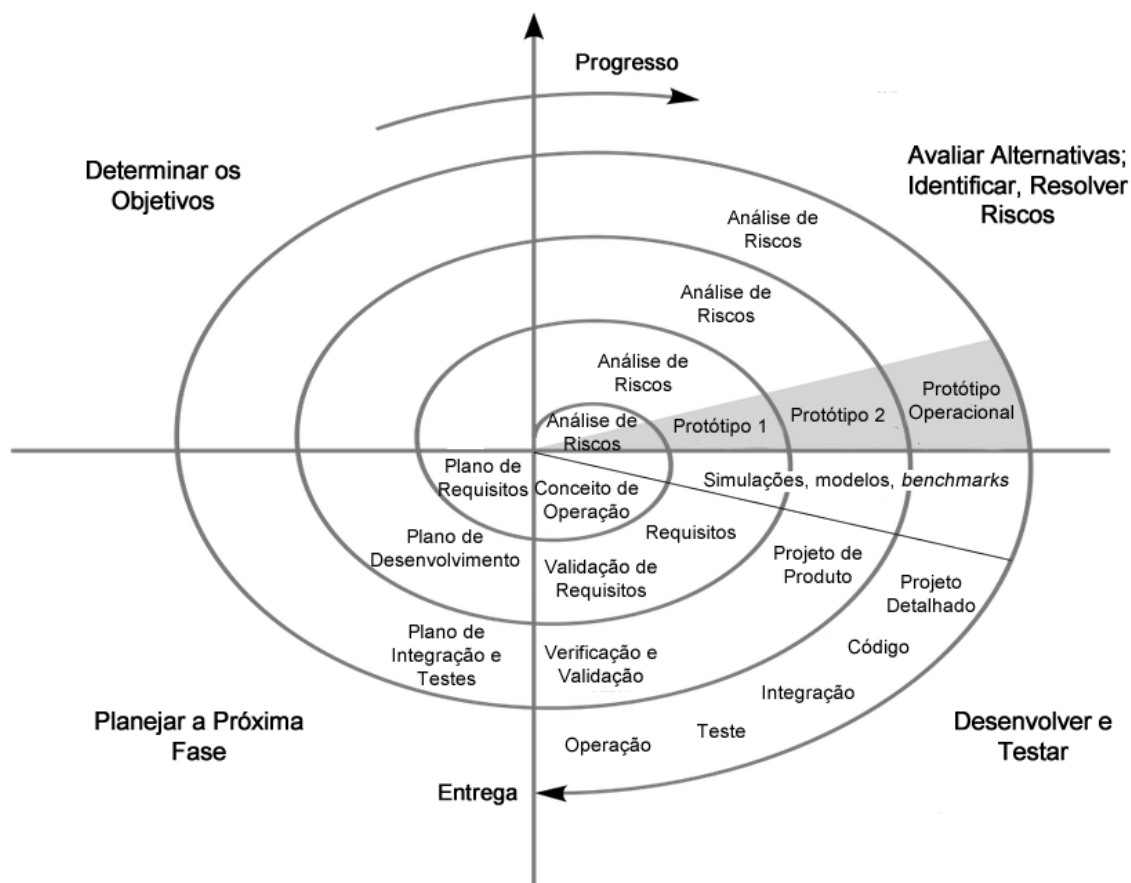 Progresso
Determinar os
Objetivos
Avaliar Alternativas;
Identificar, Resolver
Riscos
Análise de
Riscos
Análise de
Riscos
Análise de
Riscos
Análise de
Riscos
Protótipo 1
Protótipo 2
Protótipo
Operacional
Simulações, modelos, benchmarks
Plano de
Requisitos
Conceito de
Operação
Requisitos
Plano de
Desenvolvimento
Validação de
Requisitos
Projeto de
Produto
Projeto
Detalhado
Plano de
Integração e
Testes
Verificação e
Validação
Código
Integração
Teste
Operação
Planejar a Próxima
Fase
Desenvolver e
Testar
Entrega